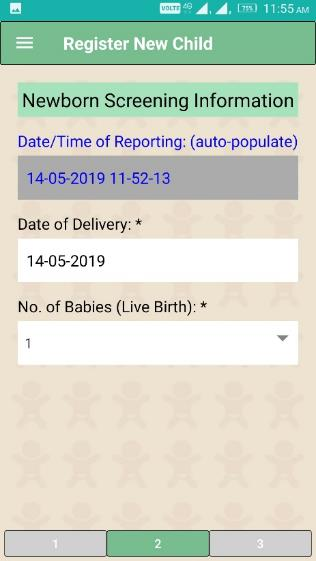 VOLTE 4G 75% 11:55 AM
Register New Child
Newborn Screening Information
Date/Time of Reporting: (auto-populate)
14-05-2019 11-52-13
Date of Delivery: *
14-05-2019
No. of Babies (Live Birth): *
1
1 2 3